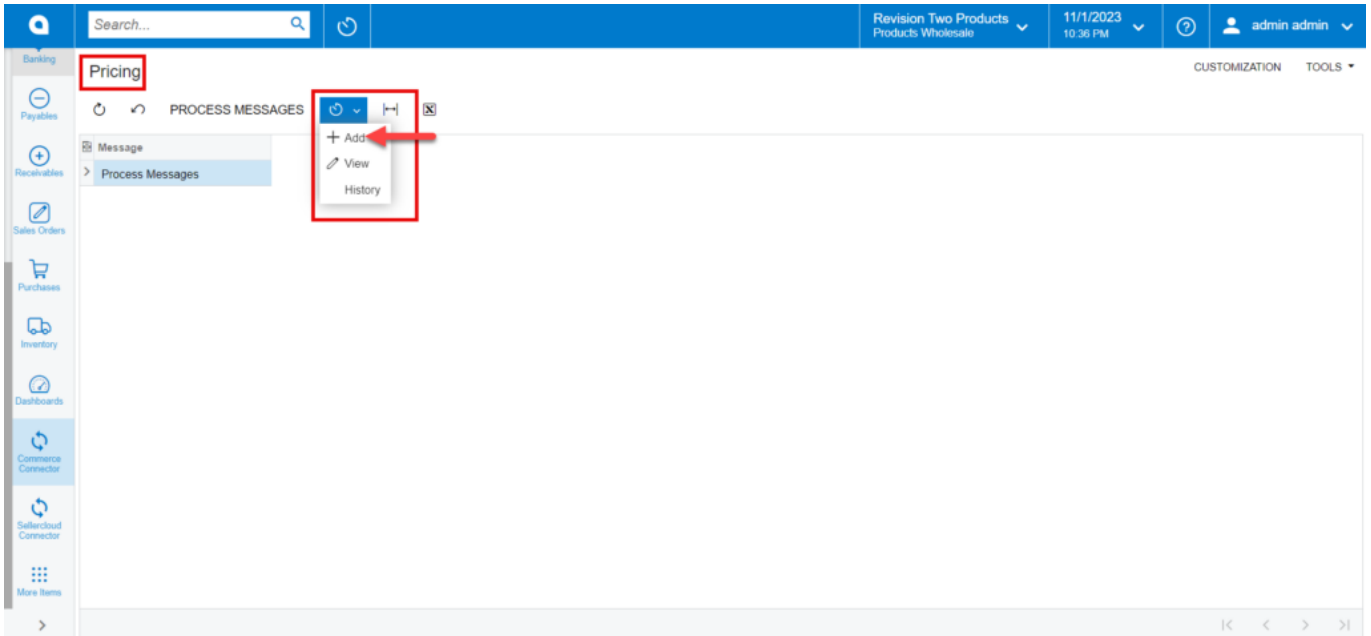 Search...
Revision Two Products
Products Wholesale
11/1/2023
10:36 PM
admin admin
Banking
Payables
Receivables
Sales Orders
Purchases
Inventory
Dashboards
Commerce
Connector
Sellercloud
Connector
More Items
Pricing
CUSTOMIZATION
TOOLS
PROCESS MESSAGES
Add
View
History
Message
Process Messages